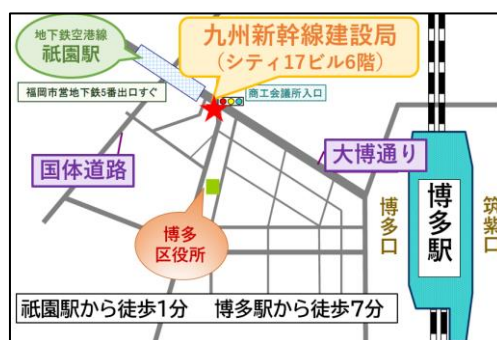 地下鉄空港線
祇園駅
九州新幹線建設局
(シティ17ビル6階)
福岡市営地下鉄5番出口すぐ
商工会議所入口
国体道路
大博通り
博多
区役所
博多口
博多駅
筑紫口
祇園駅から徒歩1分 博多駅から徒歩7分